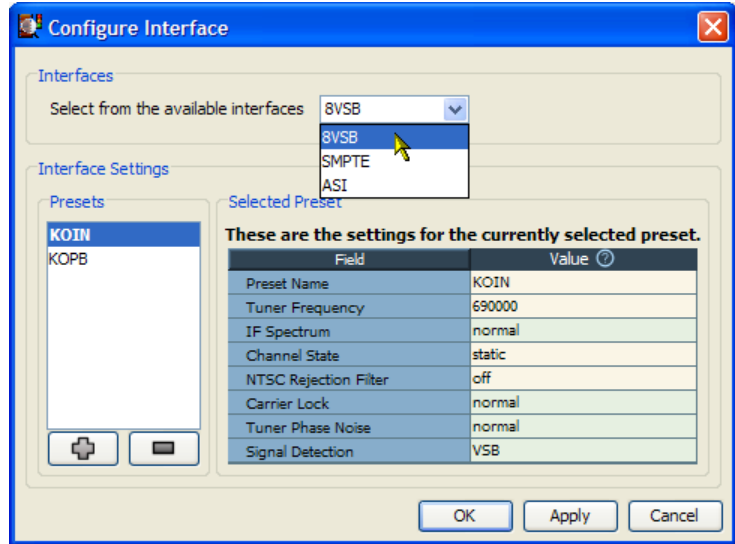 Configure Interface
Interfaces
Select from the available interfaces 8VSB
8VSB
SMPTE
ASI
Interface Settings
Presets
KOIN
KOPB
Selected Preset
These are the settings for the currently selected preset.
Field Value ?
Preset Name KOIN
Tuner Frequency 690000
IF Spectrum normal
Channel State static
NTSC Rejection Filter off
Carrier Lock normal
Tuner Phase Noise normal
Signal Detection VSB
OK Apply Cancel